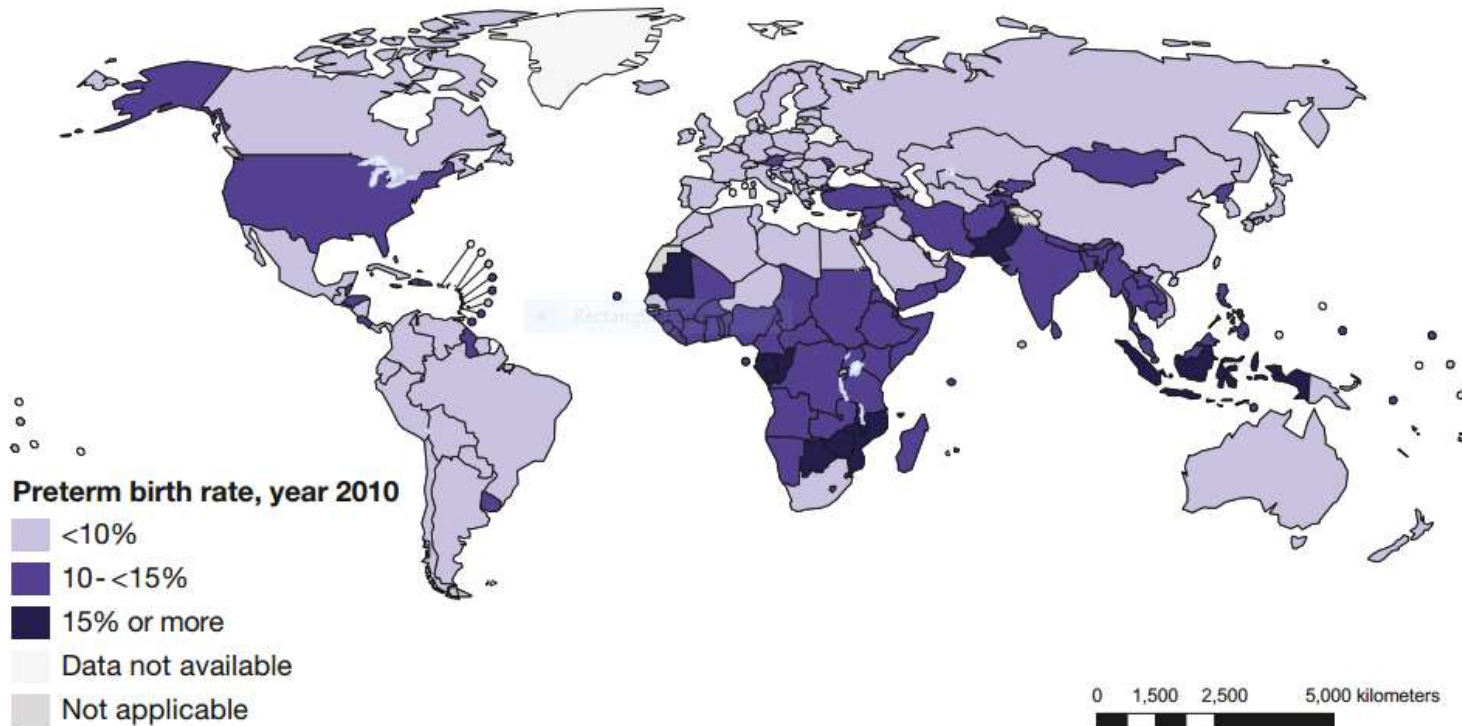 Preterm birth rate, year 2010
<10%
10-<15%
15% or more
Data not available
Not applicable
0 1,500 2,500 5,000 kilometers